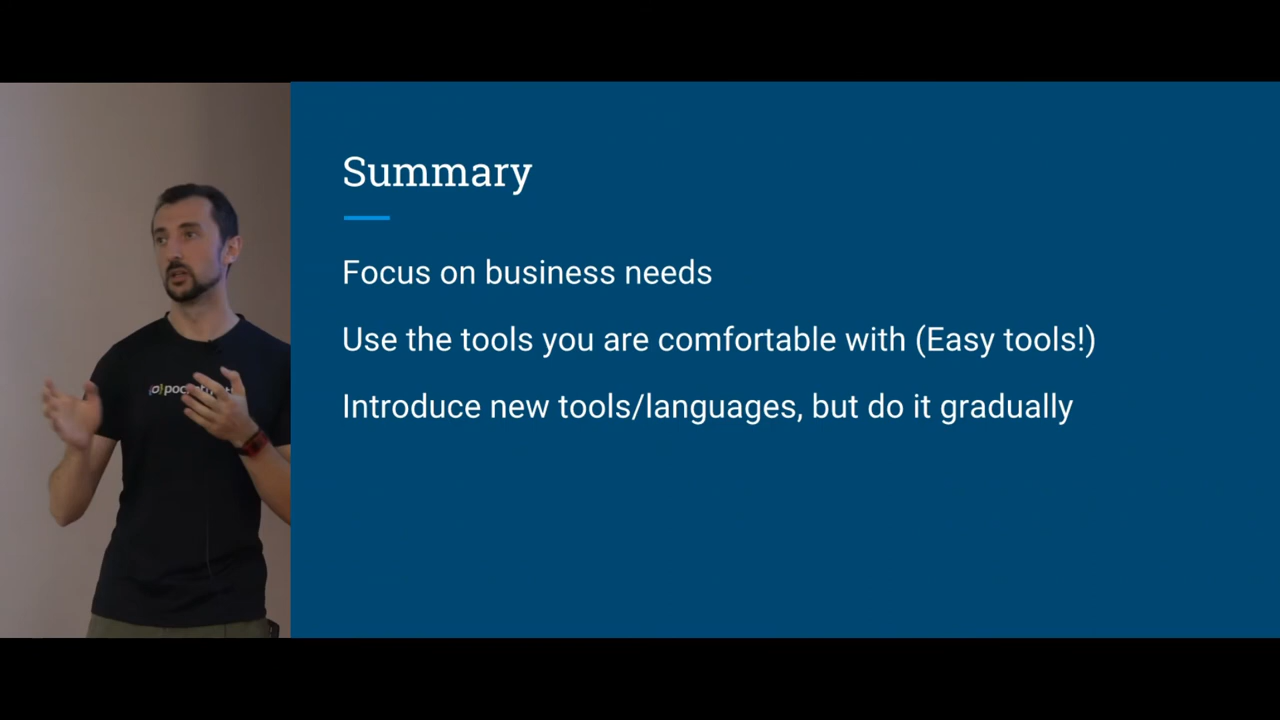 Summary
Focus on business needs
Use the tools you are comfortable with (Easy tools!)
Introduce new tools/languages, but do it gradually